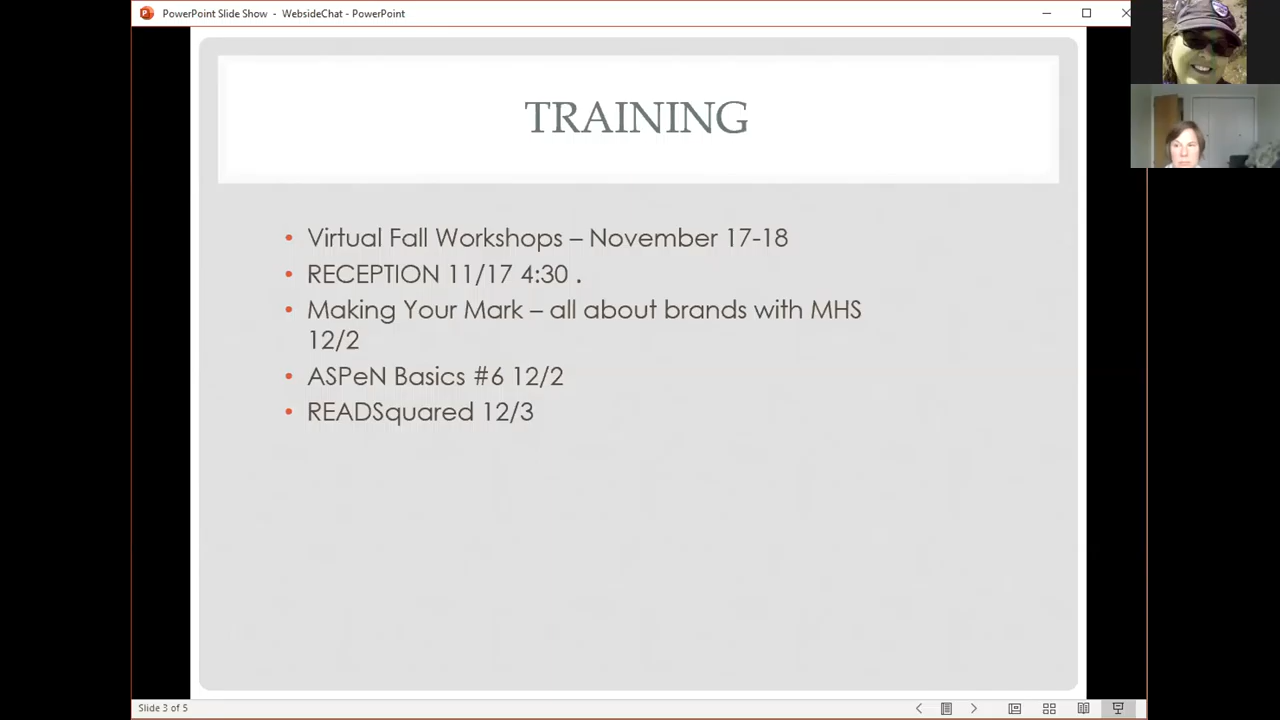 PowerPoint Slide Show - WebsideChat - PowerPoint
TRAINING
• Virtual Fall Workshops – November 17-18
• RECEPTION 11/17 4:30 .
• Making Your Mark – all about brands with MHS
12/2
• ASPeN Basics #6 12/2
• READSquared 12/3
Slide 3 of 5